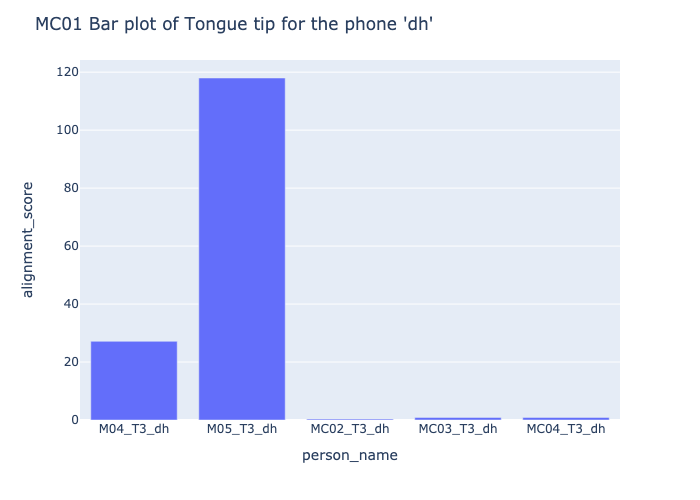 MC01 Bar plot of Tongue tip for the phone 'dh'
alignment_score
120
100
80
60
40
20
0
M04_T3_dh M05_T3_dh MC02_T3_dh MC03_T3_dh MC04_T3_dh
person_name